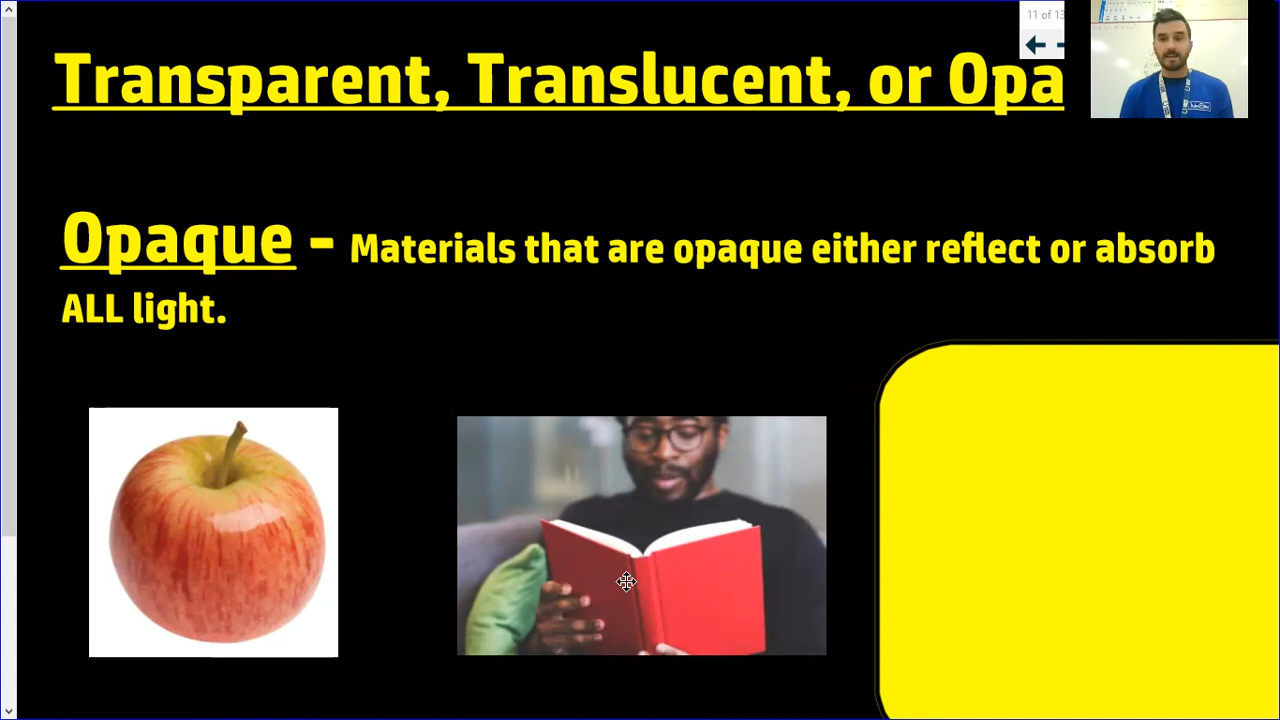 11 of 13
Transparent, Translucent, or Opa
Opaque - Materials that are opaque either reflect or absorb
ALL light.